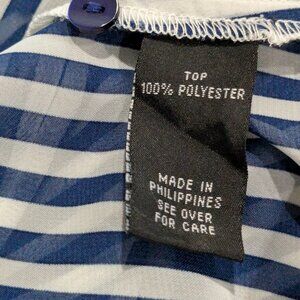 TOP
100% POLYESTER
MADE IN
PHILIPPINES
SEE OVER
FOR CARE